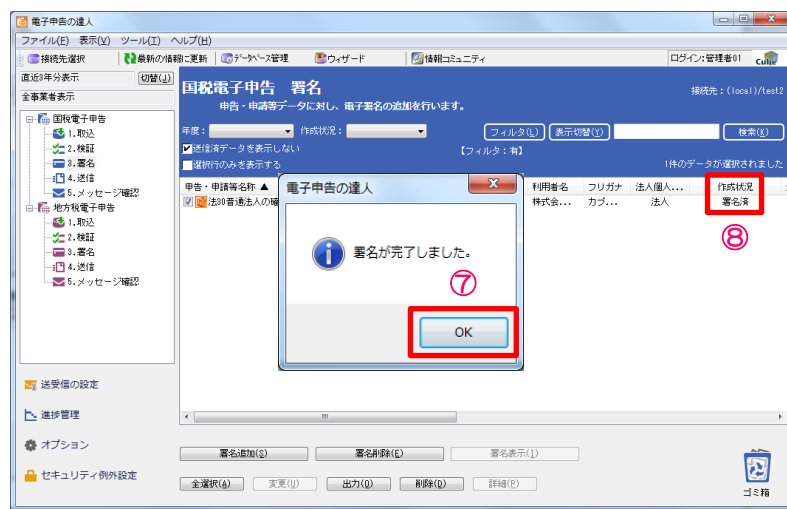 電子申告の達人
ファイル(F) 表示(V) ツール(T) ヘルプ(H)
接続先選択 最新の情報に更新 データベース管理 ウィザード 情報コミュニティ ログイン:管理者01 Cube
直近3年分表示 切替(J)
全事業者表示
国税電子申告
1.取込
2.検証
3.署名
4.送信
5.メッセージ確認
地方税電子申告
1.取込
2.検証
3.署名
4.送信
5.メッセージ確認
送受信の設定
進捗管理
オプション
セキュリティ例外設定
国税電子申告 署名
申告・申請等データに対し、電子署名の追加を行います。
接続先:(local)/test2
年度: 作成状況: フィルタ(L) 表示切替(Y) 検索(K)
送信済データを表示しない 【フィルタ:有】
選択行のみを表示する 1件のデータが選択されました
申告・申請等名称 ▲ 利用者名 フリガナ 法人個人... 作成状況
法30普通法人の確 株式会... カブ... 法人 署名済
電子申告の達人
署名が完了しました。
⑦
OK
⑧
署名追加(S) 署名削除(E) 署名表示(I)
全選択(A) 変更(U) 出力(O) 削除(D) 詳細(P)
ゴミ箱